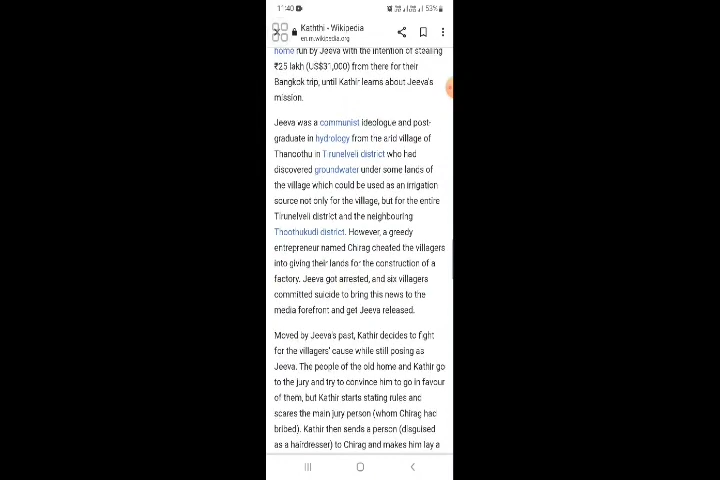 11:40
53%
Kaththi - Wikipedia
en.m.wikipedia.org
home run by Jeeva with the intention of stealing
₹25 lakh (US$31,000) from there for their
Bangkok trip, until Kathir learns about Jeeva's
mission.
Jeeva was a communist ideologue and post-
graduate in hydrology from the arid village of
Thanoothu in Tirunelveli district who had
discovered groundwater under some lands of
the village which could be used as an irrigation
source not only for the village, but for the entire
Tirunelveli district and the neighbouring
Thoothukudi district. However, a greedy
entrepreneur named Chirag cheated the villagers
into giving their lands for the construction of a
factory. Jeeva got arrested, and six villagers
committed suicide to bring this news to the
media forefront and get Jeeva released.
Moved by Jeeva's past, Kathir decides to fight
for the villagers' cause while still posing as
Jeeva. The people of the old home and Kathir go
to the jury and try to convince him to go in favour
of them, but Kathir starts stating rules and
scares the main jury person (whom Chirag had
bribed). Kathir then sends a person (disguised
as a hairdresser) to Chirag and makes him lay a